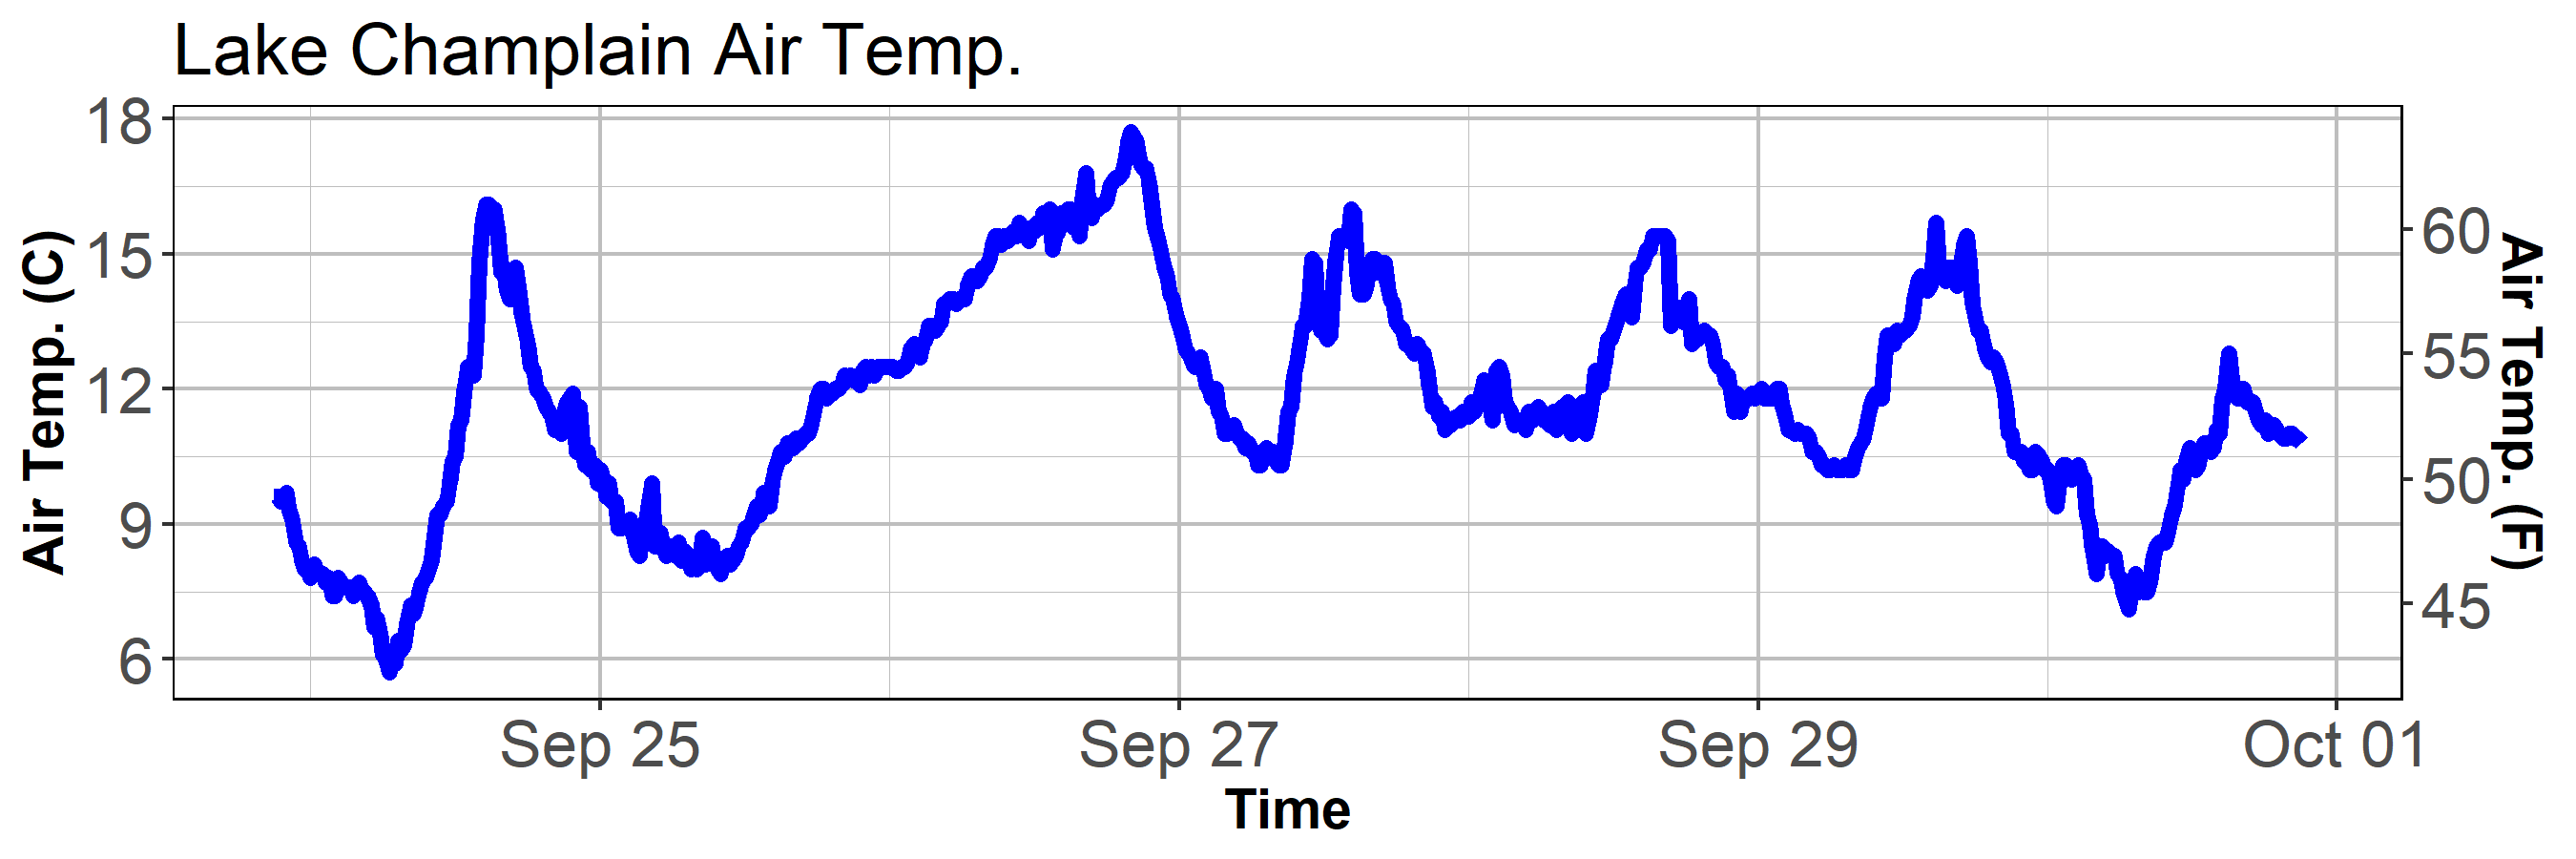 Lake Champlain Air Temp.
Air Temp. (C)
18
15
12
9
6
60
55
50
45
Air Temp. (F)
Sep 25 Sep 27 Sep 29 Oct 01
Time